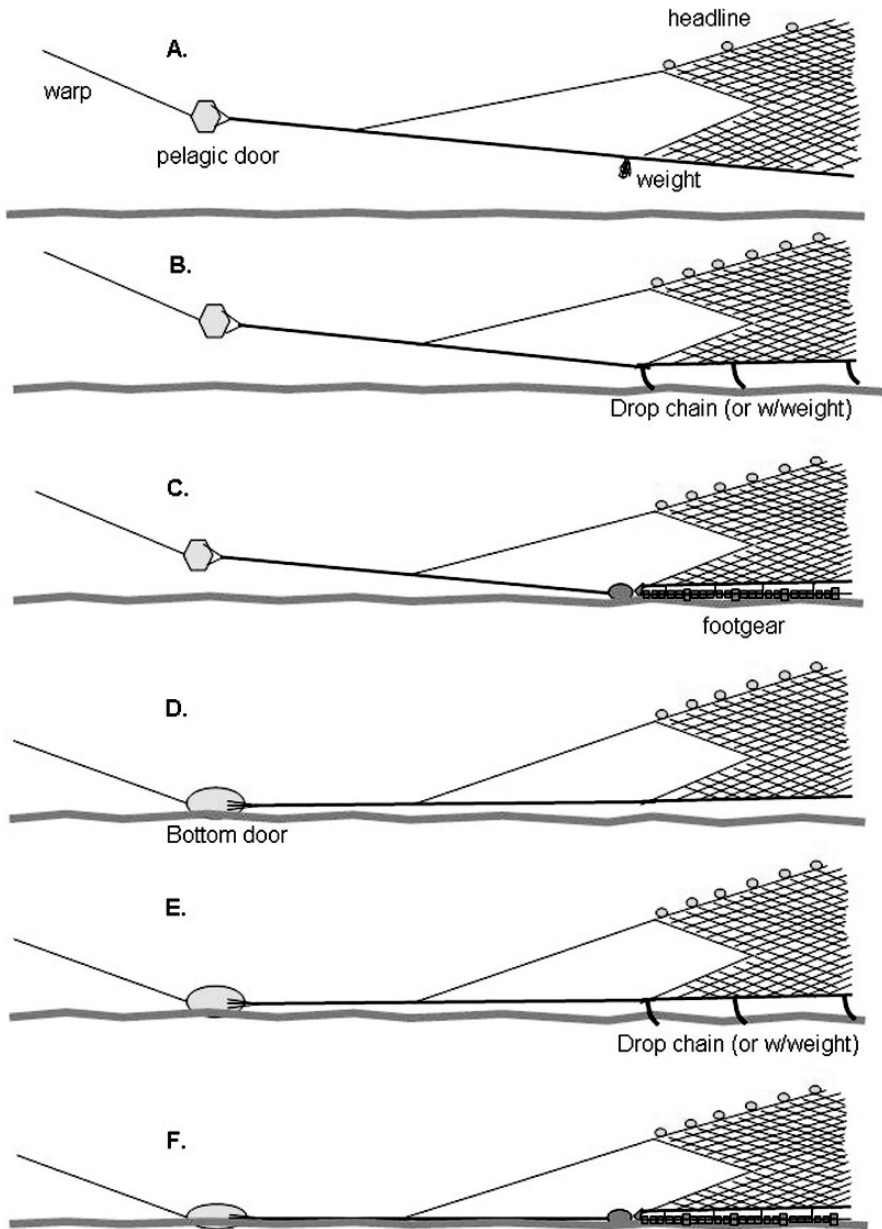 headline
A.
warp
pelagic door
weight
B.
Drop chain (or w/weight)
C.
footgear
D.
Bottom door
E.
Drop chain (or w/weight)
F.